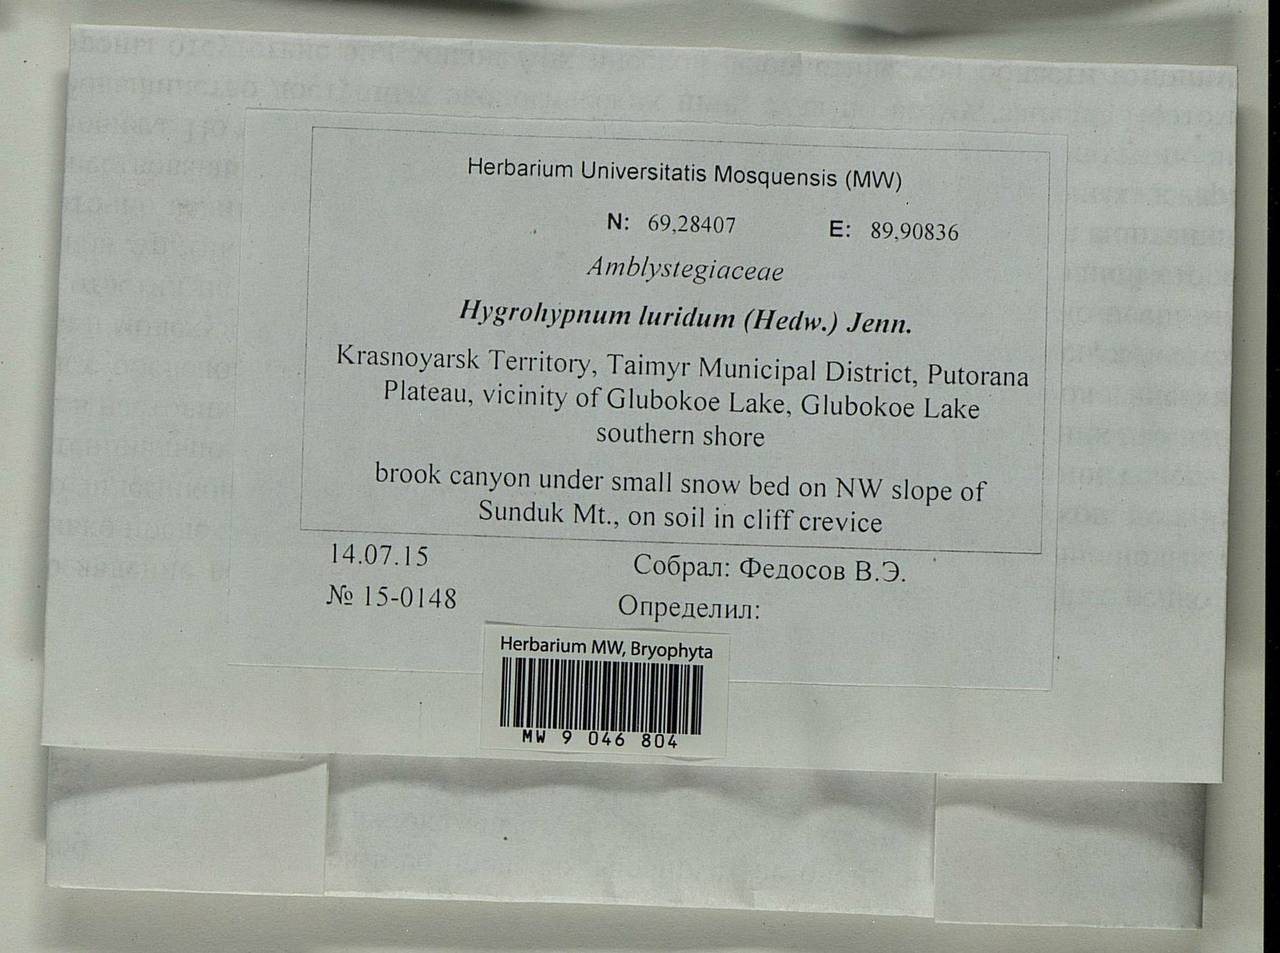 Herbarium Universitatis Mosquensis (MW)
N: 69,28407 E: 89,90836
Amblystegiaceae
Hygrohypnum luridum (Hedw.) Jenn.
Krasnoyarsk Territory, Taimyr Municipal District, Putorana
Plateau, vicinity of Glubokoe Lake, Glubokoe Lake
southern shore
brook canyon under small snow bed on NW slope of
Sunduk Mt., on soil in cliff crevice
14.07.15 Собрал: Федосов В.Э.
№ 15-0148 Определил:
Herbarium MW, Bryophyta
MW 9 046 804